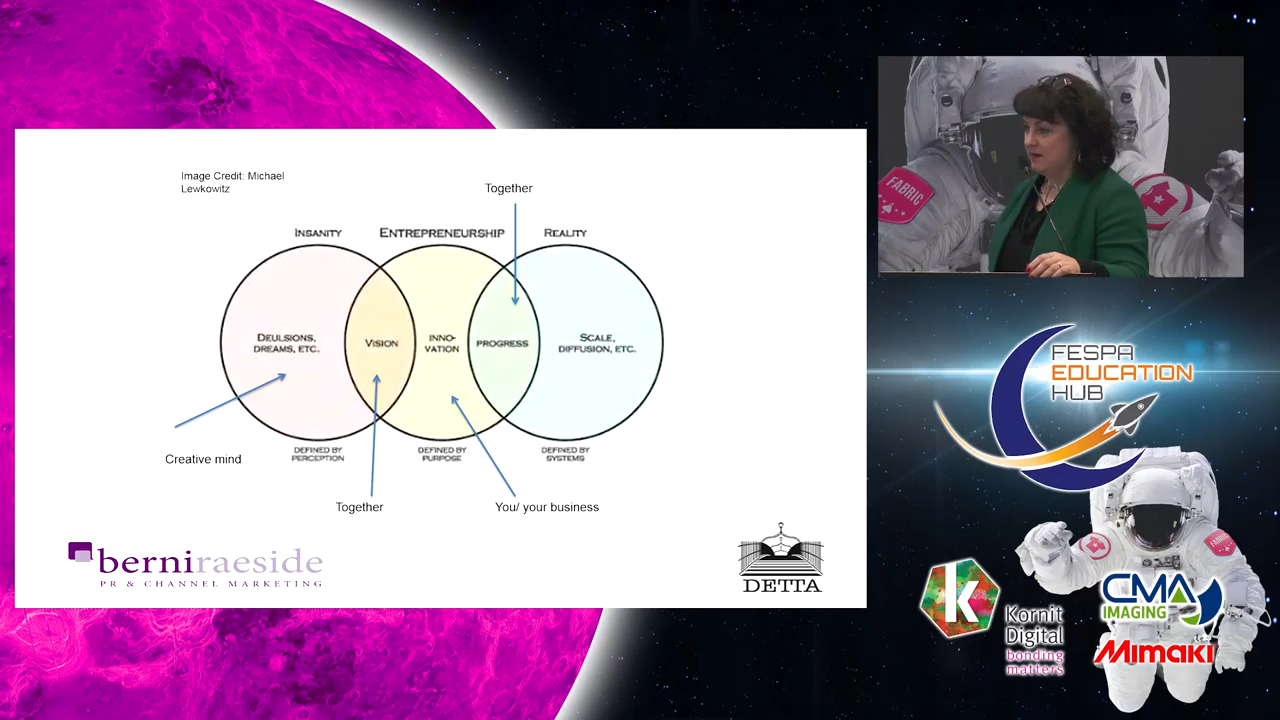 Image Credit: Michael
Lewkowitz
Together
INSANITY
ENTREPRENEURSHIP
REALITY
DEULSIONS,
DREAMS, ETC.
VISION
INNO-
VATION
PROGRESS
SCALE,
DIFFUSION, ETC.
DEFINED BY
PERCEPTION
DEFINED BY
PURPOSE
DEFINED BY
SYSTEMS
Creative mind
Together
You/ your business
berniraeside
PR & CHANNEL MARKETING
DETTA
FABRIC
FESPA
EDUCATION
HUB
FABRIC
k
Kornit
Digital
bonding
matters
CMA
IMAGING
Mimaki